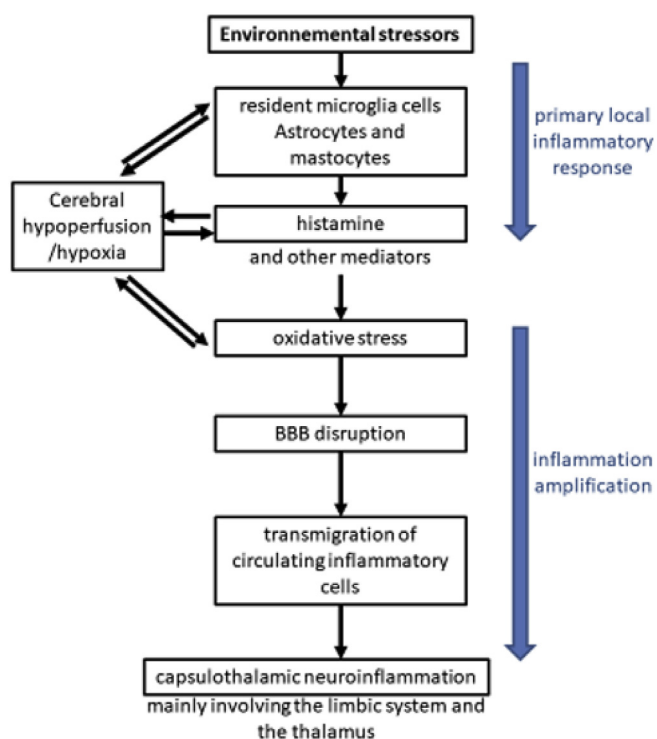 Environnemental stressors
resident microglia cells
Astrocytes and
mastocytes
primary local
inflammatory
response
Cerebral
hypoperfusion
/hypoxia
histamine
and other mediators
oxidative stress
BBB disruption
inflammation
amplification
transmigration of
circulating inflammatory
cells
capsulothalamic neuroinflammation
mainly involving the limbic system and
the thalamus